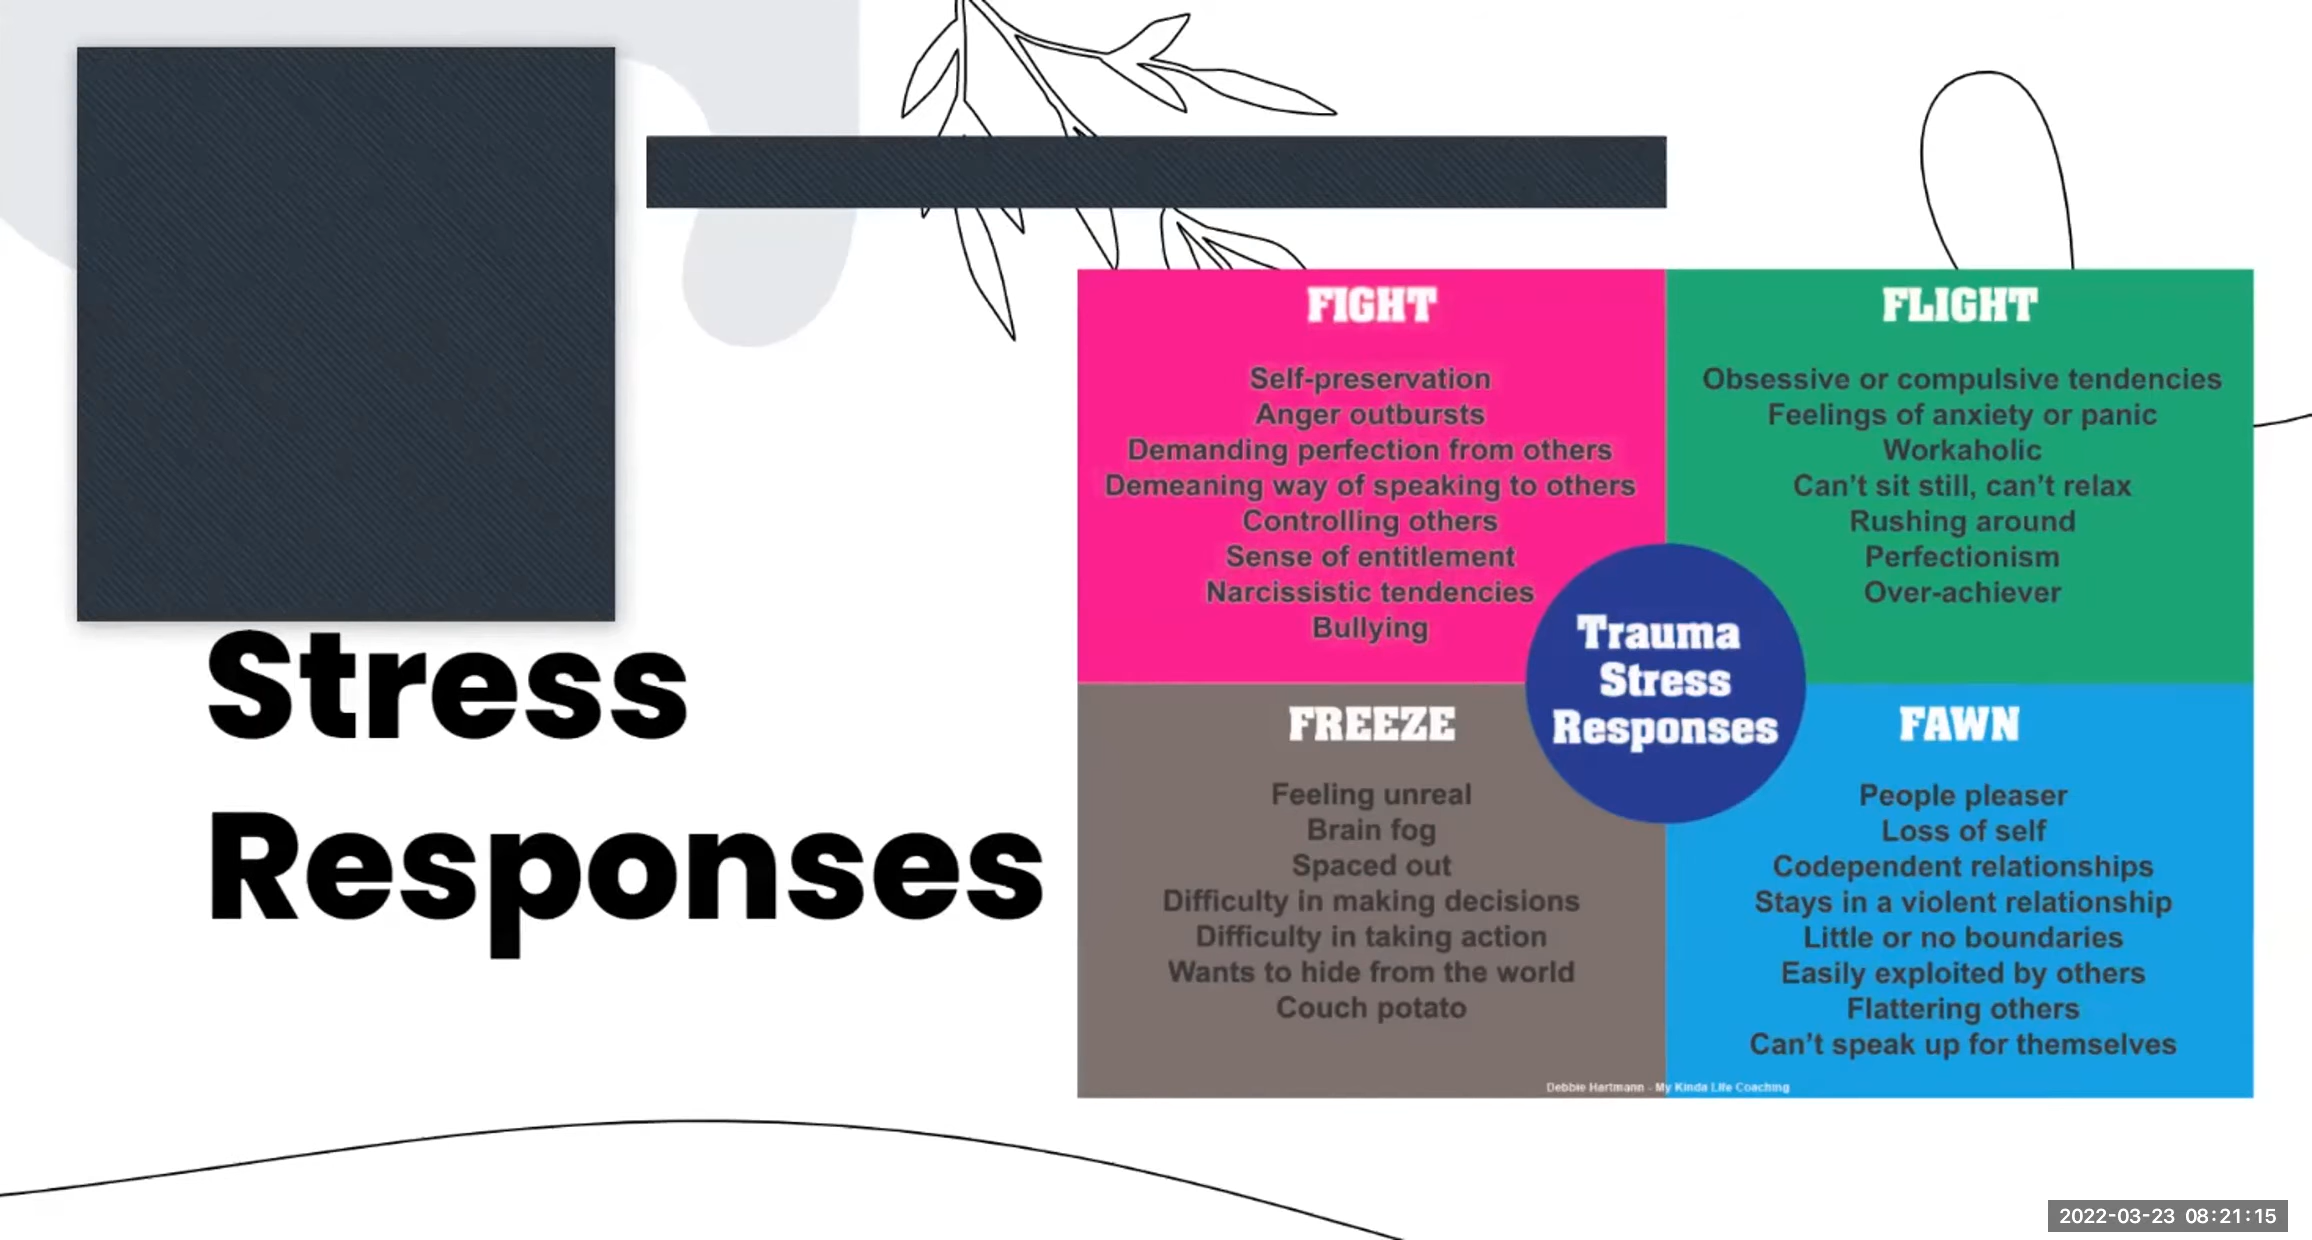 Stress
Responses
FIGHT
Self-preservation
Anger outbursts
Demanding perfection from others
Demeaning way of speaking to others
Controlling others
Sense of entitlement
Narcissistic tendencies
Bullying
FLIGHT
Obsessive or compulsive tendencies
Feelings of anxiety or panic
Workaholic
Can't sit still, can't relax
Rushing around
Perfectionism
Over-achiever
Trauma
Stress
Responses
FREEZE
Feeling unreal
Brain fog
Spaced out
Difficulty in making decisions
Difficulty in taking action
Wants to hide from the world
Couch potato
FAWN
People pleaser
Loss of self
Codependent relationships
Stays in a violent relationship
Little or no boundaries
Easily exploited by others
Flattering others
Can't speak up for themselves
Debbie Hartmann - My Kinda Life Coaching
2022-03-23 08:21:15